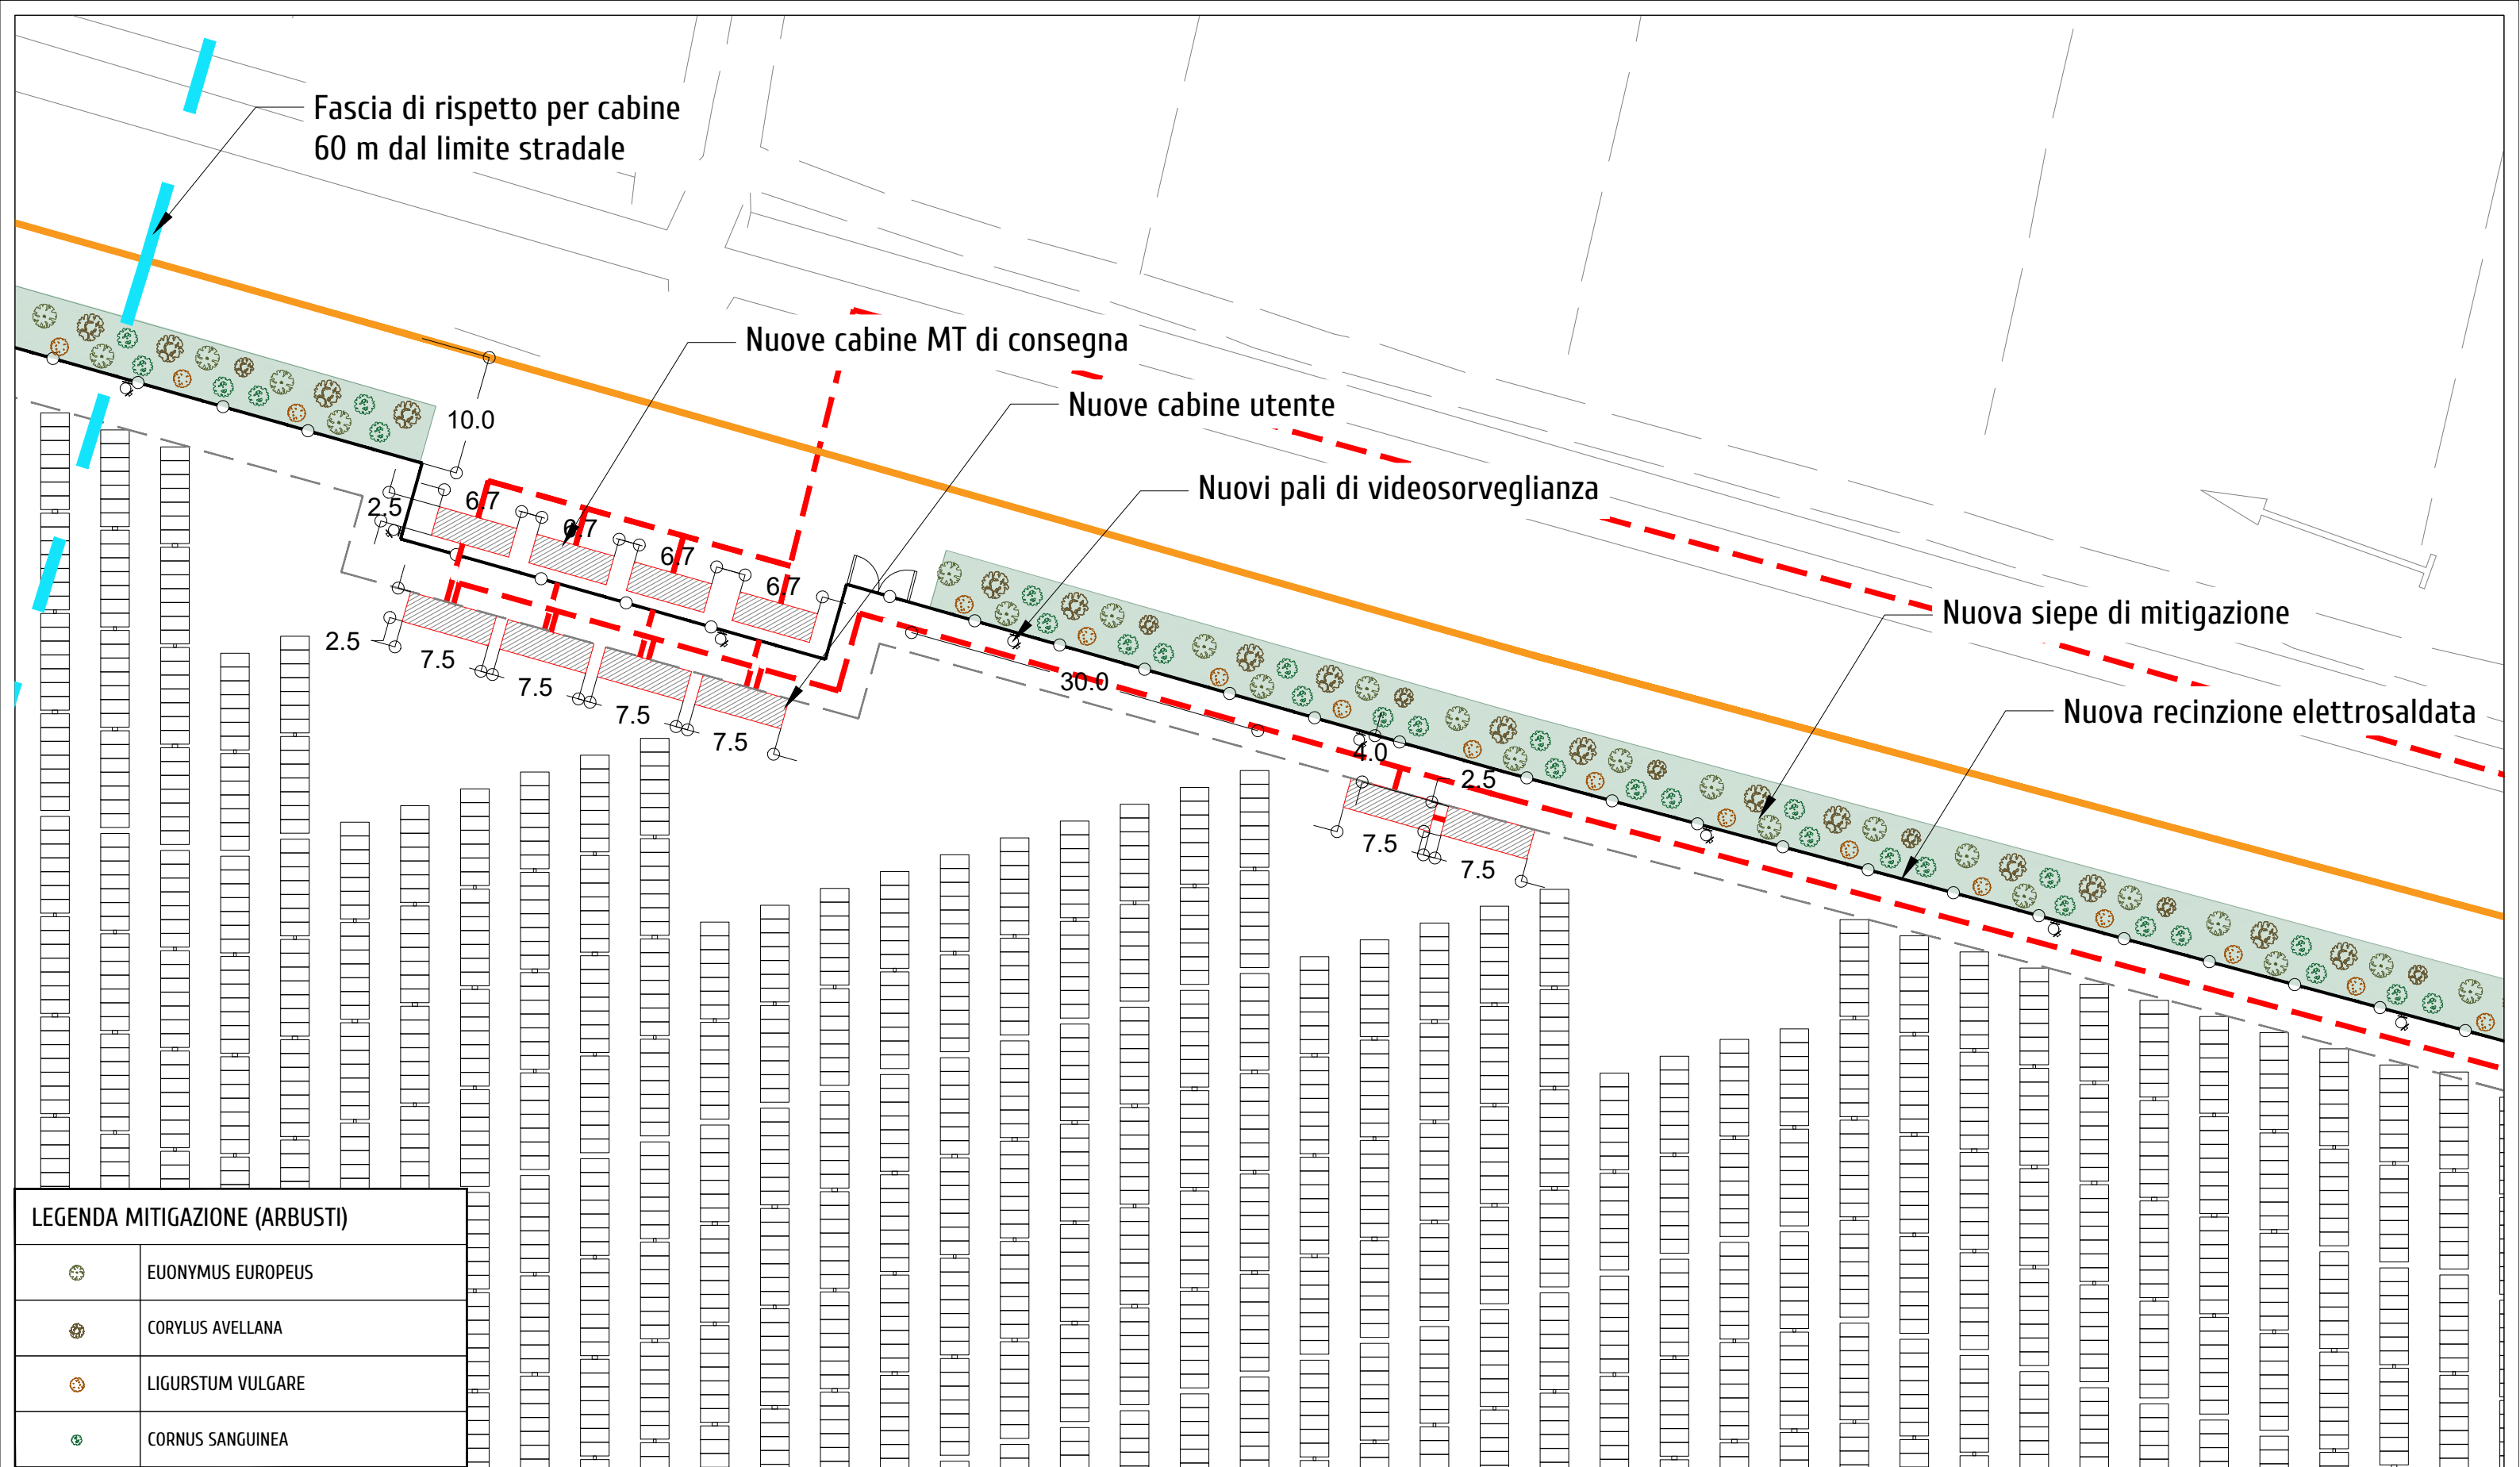 Fascia di rispetto per cabine
60 m dal limite stradale
Nuove cabine MT di consegna
Nuove cabine utente
10.0
Nuovi pali di videosorveglianza
2.5
6.7
6.7
6.7
6.7
Nuova siepe di mitigazione
2.5
7.5
7.5
7.5
7.5
30.0
Nuova recinzione elettrosaldata
4.0
2.5
7.5
7.5
LEGENDA MITIGAZIONE (ARBUSTI)
EUONYMUS EUROPEUS
CORYLUS AVELLANA
LIGURSTUM VULGARE
CORNUS SANGUINEA